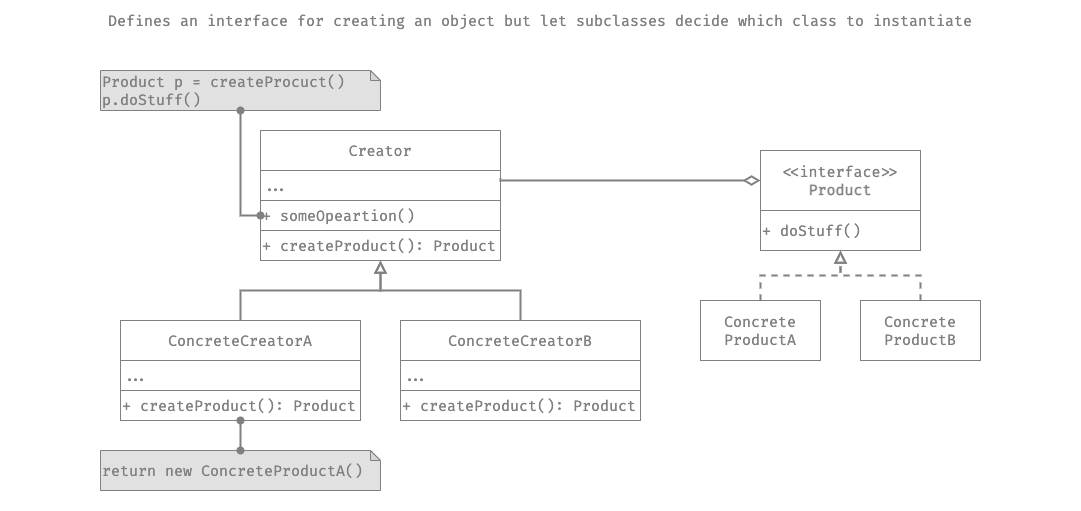 Defines an interface for creating an object but let subclasses decide which class to instantiate
Product p = createProcuct()
p.doStuff()
Creator
...
+ someOpeartion()
+ createProduct(): Product
<<interface>>
Product
+ doStuff()
ConcreteCreatorA
...
+ createProduct(): Product
ConcreteCreatorB
...
+ createProduct(): Product
Concrete
ProductA
Concrete
ProductB
return new ConcreteProductA()